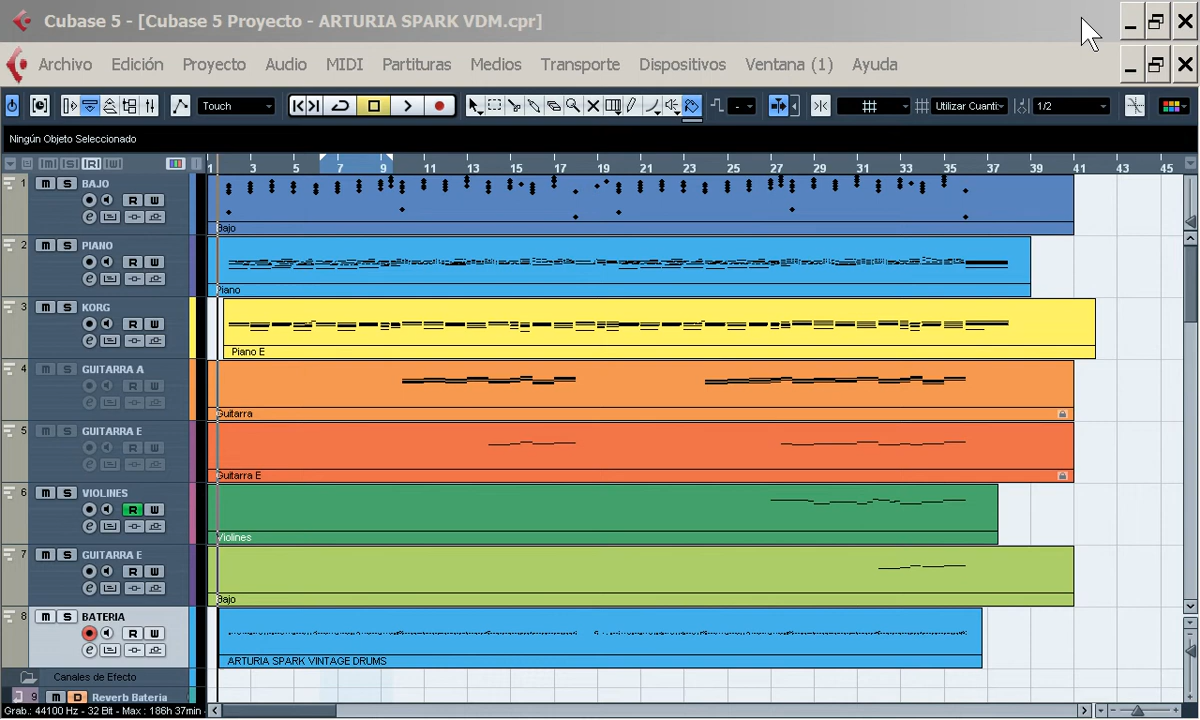 Cubase 5 - [Cubase 5 Proyecto - ARTURIA SPARK VDM.cpr]
Archivo Edición Proyecto Audio MIDI Partituras Medios Transporte Dispositivos Ventana (1) Ayuda
Touch Utilizar Cuanti: 1/2
Ningún Objeto Seleccionado
1 3 5 7 9 11 13 15 17 19 21 23 25 27 29 31 33 35 37 39 41 43 45
1 m S BAJO
R W
e
Bajo
2 m S PIANO
R W
e
Piano
3 m S KORG
R W
e
Piano E
4 m S GUITARRA A
R W
e
Guitarra
5 m S GUITARRA E
R W
e
Guitarra E
6 m S VIOLINES
R W
e
Violines
7 m S GUITARRA E
R W
e
Bajo
8 m S BATERIA
R W
e
ARTURIA SPARK VINTAGE DRUMS
Canales de Efecto
9 m Reverb Bateria
Grab.: 44100 Hz - 32 Bit - Max : 186h 37min